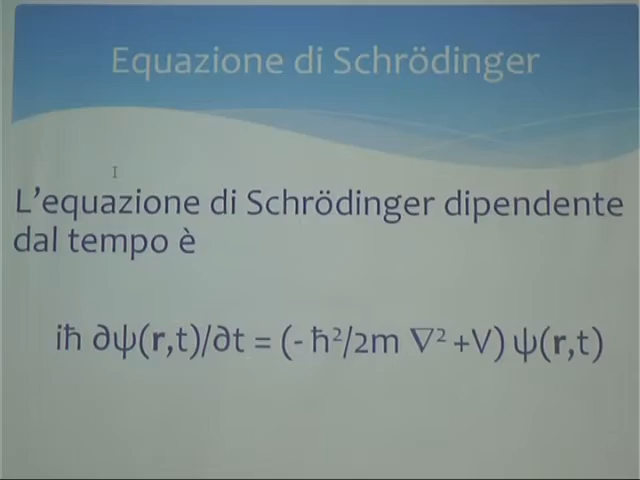 Equazione di Schrödinger
L'equazione di Schrödinger dipendente
dal tempo è
iħ ∂ψ(r,t)/∂t = (- ħ²/2m ∇² +V) ψ(r,t)